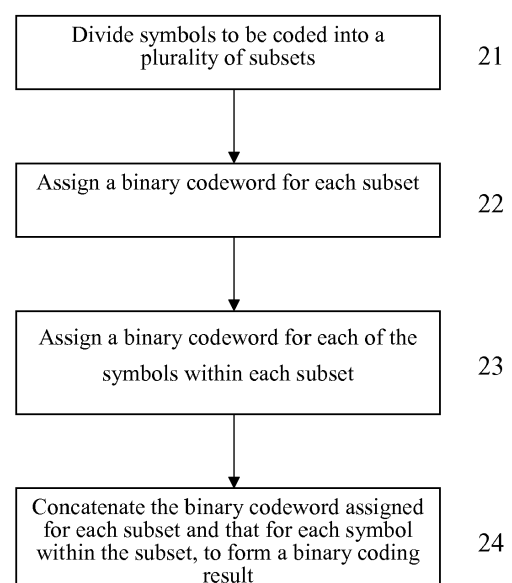 Divide symbols to be coded into a
plurality of subsets
21
Assign a binary codeword for each subset
22
Assign a binary codeword for each of the
symbols within each subset
23
Concatenate the binary codeword assigned
for each subset and that for each symbol
within the subset, to form a binary coding
result
24